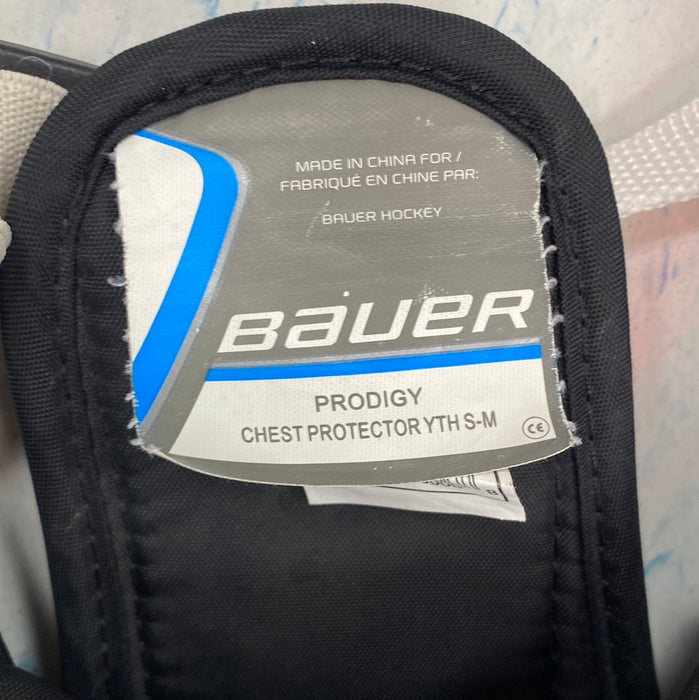 MADE IN CHINA FOR /
FABRIQUÉ EN CHINE PAR:
BAUER HOCKEY
BAUER
PRODIGY
CHEST PROTECTOR YTH S-M
CE